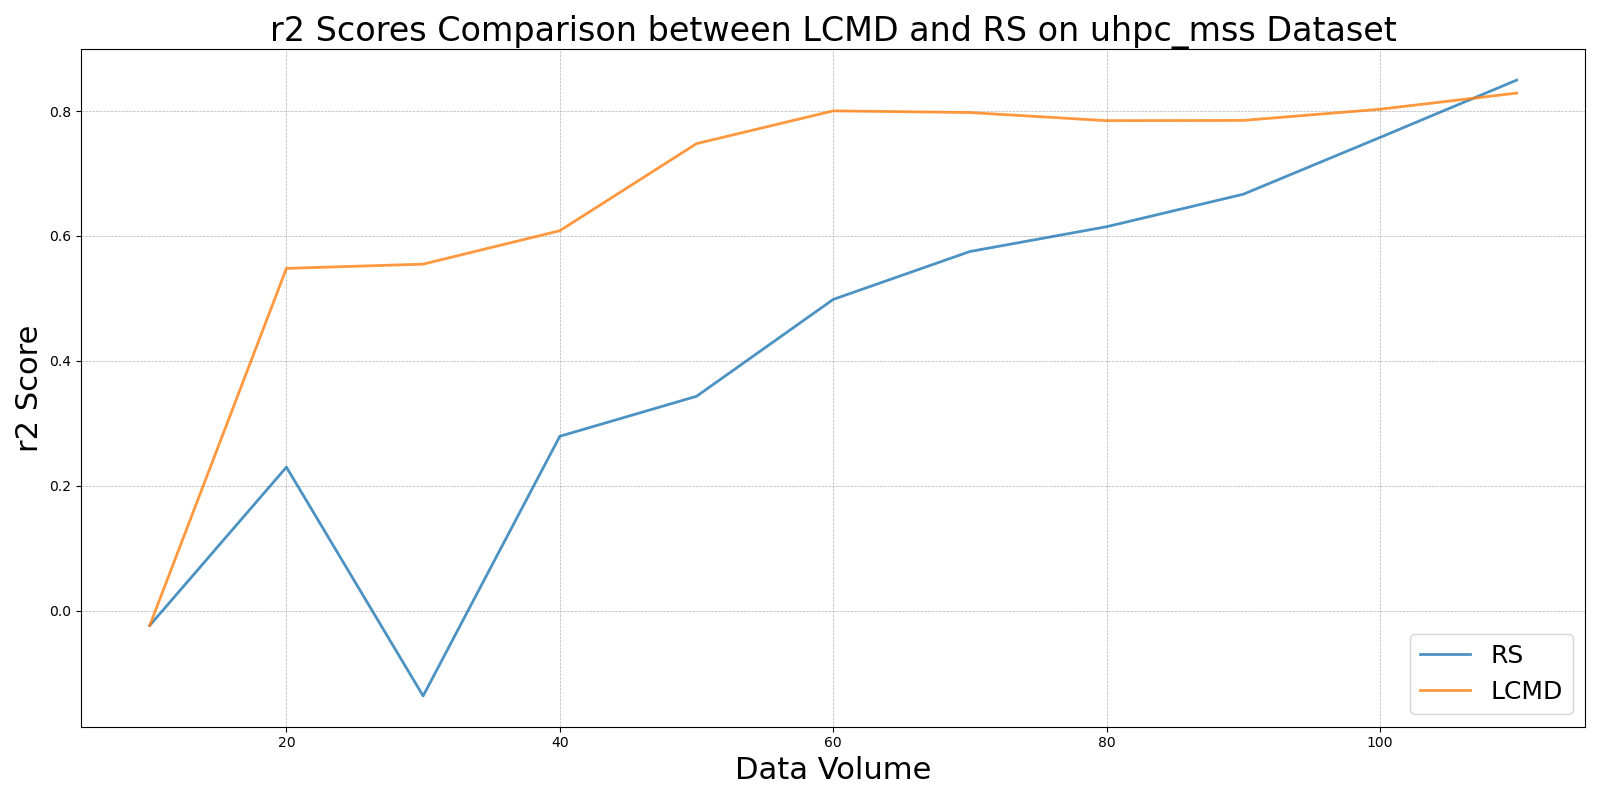 r2 Scores Comparison between LCMD and RS on uhpc_mss Dataset
r2 Score
0.8
0.6
0.4
0.2
0.0
20 40 60 80 100
Data Volume
RS
LCMD